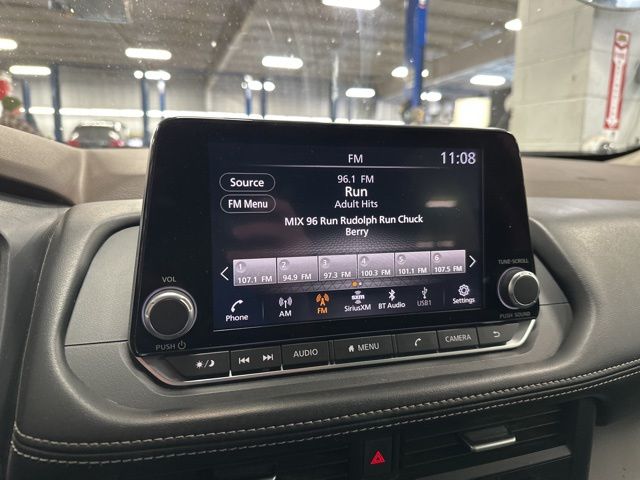 FM 11:08
Source
FM Menu
96.1 FM
Run
Adult Hits
MIX 96 Run Rudolph Run Chuck
Berry
1 2 3 4 5 6
107.1 FM 94.9 FM 97.3 FM 100.3 FM 101.1 FM 107.5 FM
Phone AM FM SiriusXM BT Audio USB1 Settings
sxm
VOL
PUSH
TUNE·SCROLL
PUSH SOUND
AUDIO MENU CAMERA